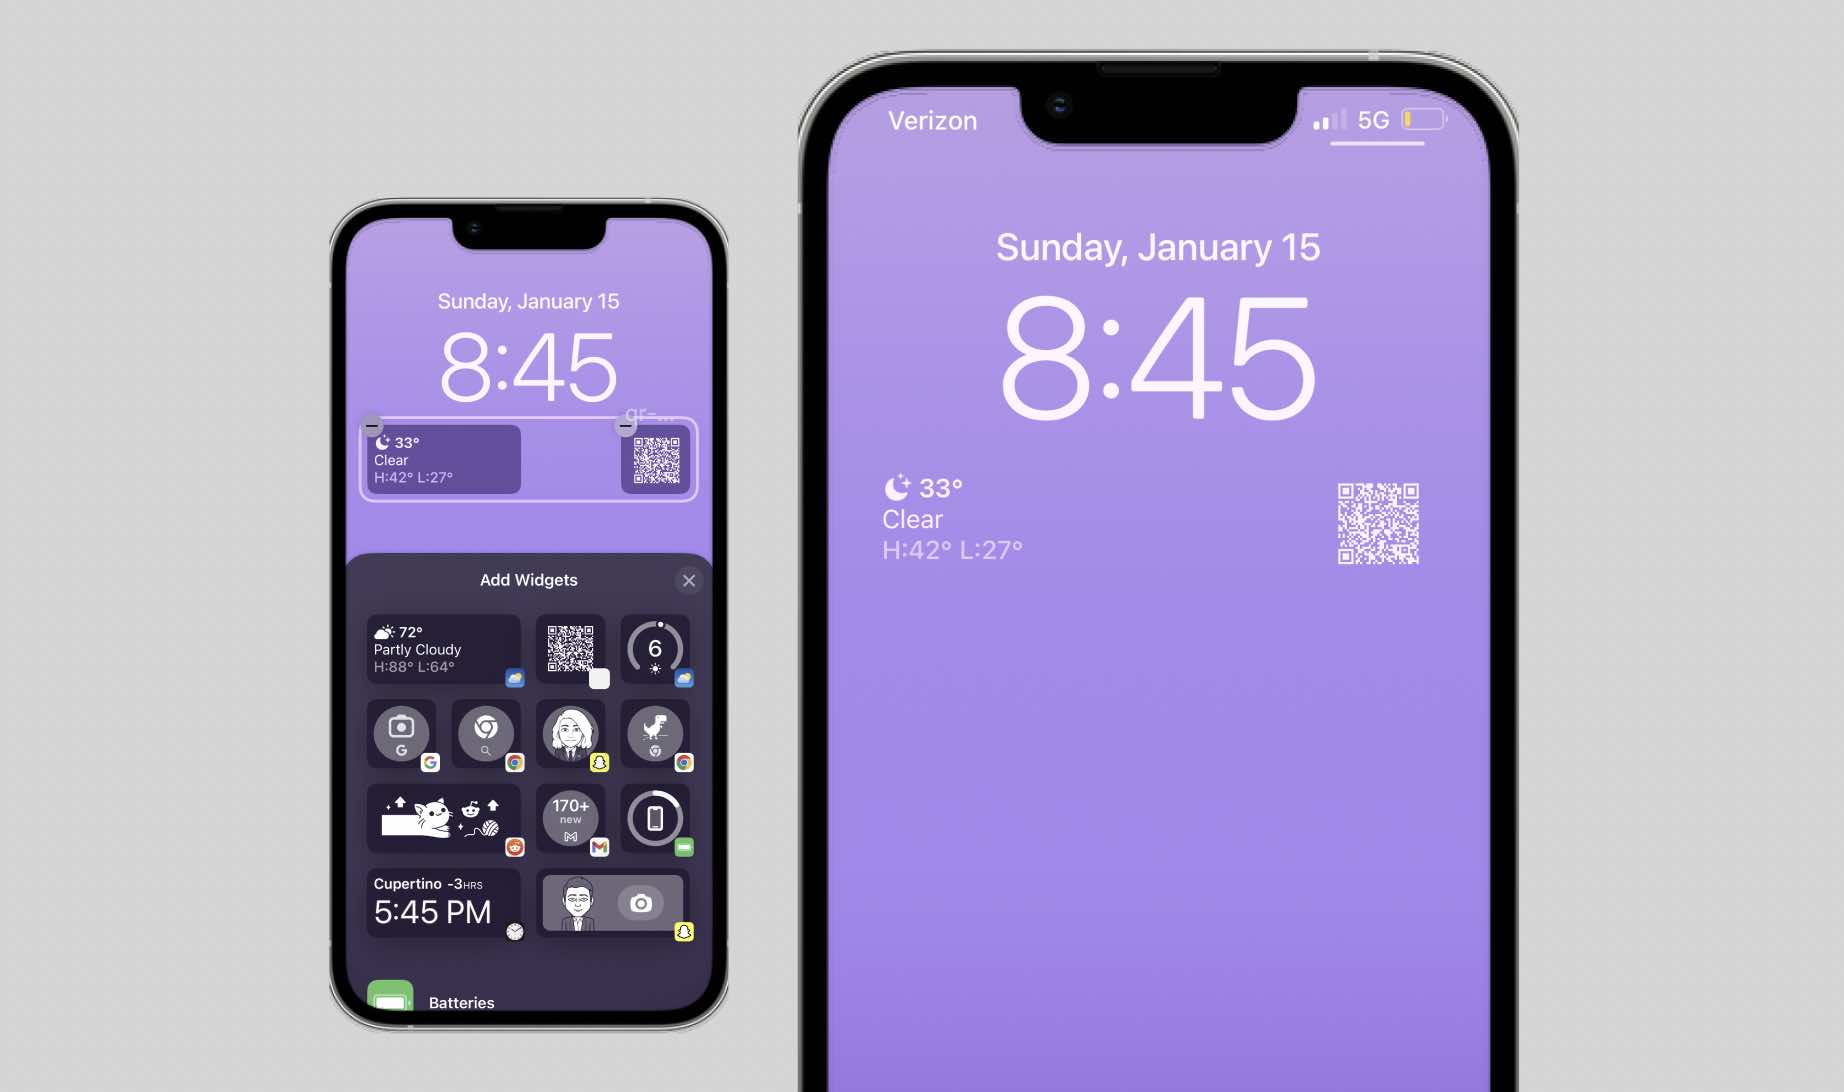 Sunday, January 15
8:45
qr-...
33°
Clear
H:42° L:27°
Add Widgets
72°
Partly Cloudy
H:88° L:64°
6
G
G
170+
new
Cupertino -3HRS
5:45 PM
Batteries
Verizon
5G
Sunday, January 15
8:45
33°
Clear
H:42° L:27°